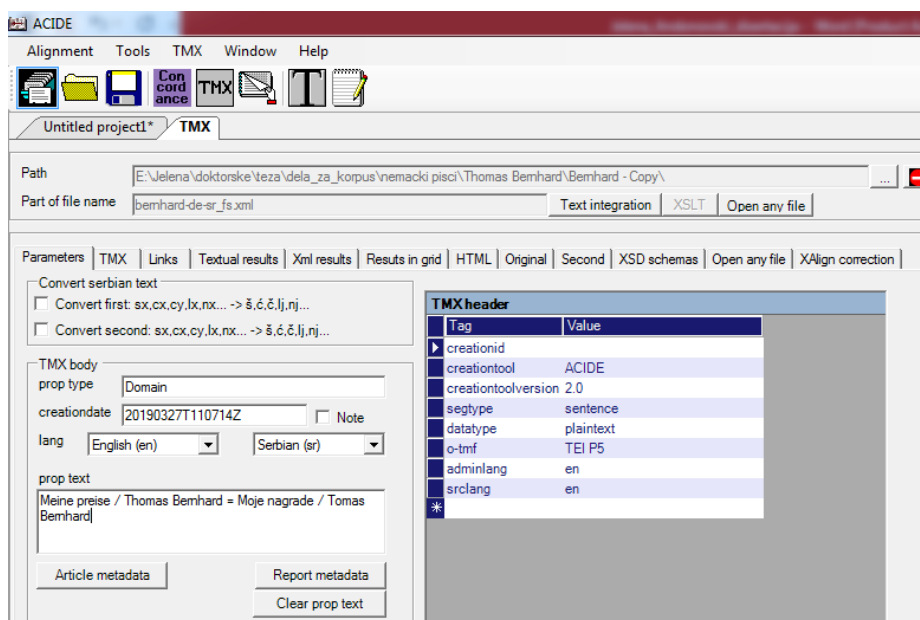 ACIDE
Alignment Tools TMX Window Help
Con
cord
ance
TMX
T
Untitled project1* TMX
Path E:\Jelena\doktorske\teza\dela_za_korpus\nemacki pisci\Thomas Bernhard\Bernhard - Copy\ ...
Part of file name bernhard-de-sr_fs.xml Text integration XSLT Open any file
Parameters TMX Links Textual results Xml results Resuts in grid HTML Original Second XSD schemas Open any file XAlign correction
Convert serbian text
Convert first: sx,cx,cy,lx,nx... -> š,ć,č,lj,nj...
Convert second: sx,cx,cy,lx,nx... -> š,ć,č,lj,nj...
TMX body
prop type Domain
creationdate 20190327T110714Z Note
lang English (en) Serbian (sr)
prop text
Meine preise / Thomas Bernhard = Moje nagrade / Tomas
Bernhard
Article metadata Report metadata
Clear prop text
TMX header
Tag Value
creationid
creationtool ACIDE
creationtoolversion 2.0
segtype sentence
datatype plaintext
o-tmf TEI P5
adminlang en
srclang en